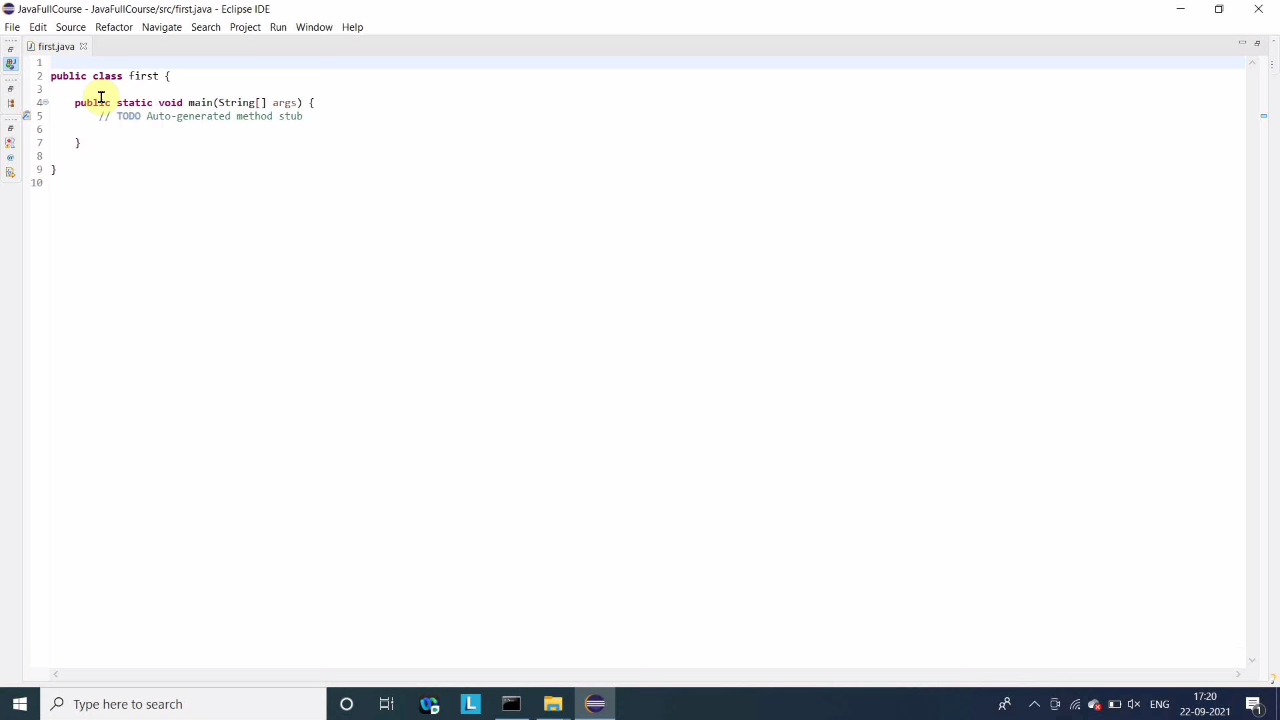 JavaFullCourse - JavaFullCourse/src/first.java - Eclipse IDE
File Edit Source Refactor Navigate Search Project Run Window Help
first.java
1
2 public class first {
3
4 public static void main(String[] args) {
5 // TODO Auto-generated method stub
6
7 }
8
9 }
10
Type here to search
L
ENG
17:20
22-09-2021
1